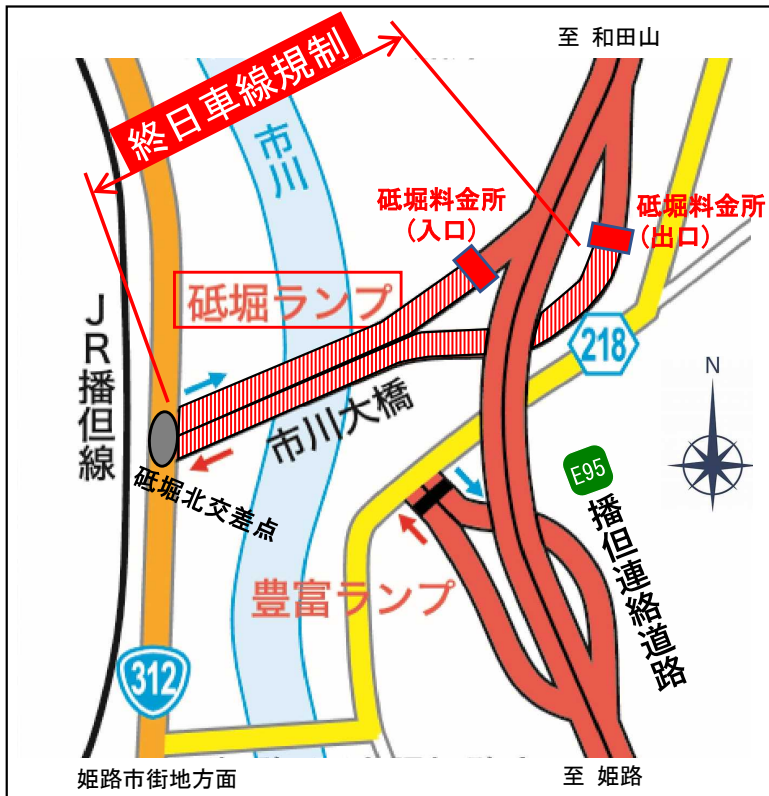 至 和田山
終日車線規制
市川
砥堀料金所
(入口)
砥堀料金所
(出口)
砥堀ランプ
JR播但線
218
N
市川大橋
E95
砥堀北交差点
播但連絡道路
豊富ランプ
312
姫路市街地方面
至 姫路